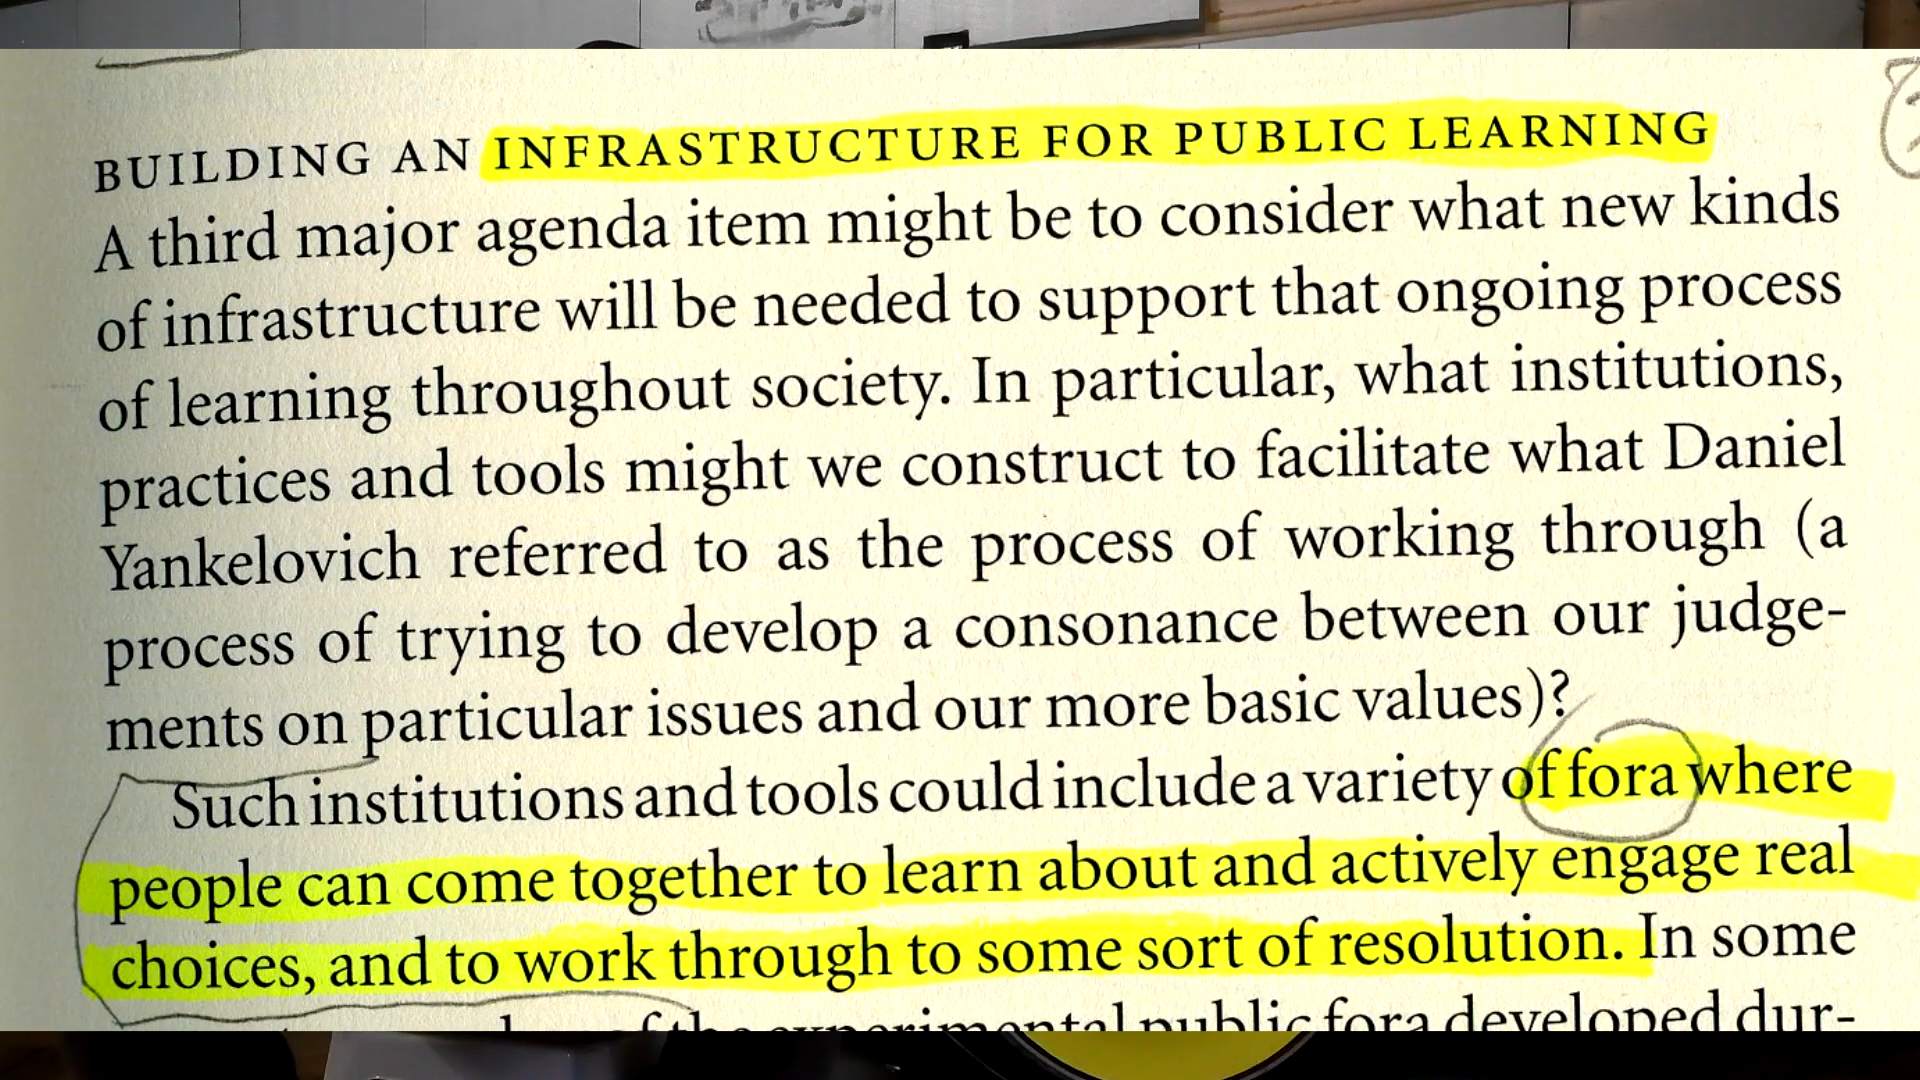 BUILDING AN INFRASTRUCTURE FOR PUBLIC LEARNING
A third major agenda item might be to consider what new kinds
of infrastructure will be needed to support that ongoing process
of learning throughout society. In particular, what institutions,
practices and tools might we construct to facilitate what Daniel
Yankelovich referred to as the process of working through (a
process of trying to develop a consonance between our judge-
ments on particular issues and our more basic values)?
Such institutions and tools could include a variety of fora where
people can come together to learn about and actively engage real
choices, and to work through to some sort of resolution. In some
experimental public fora developed dur-